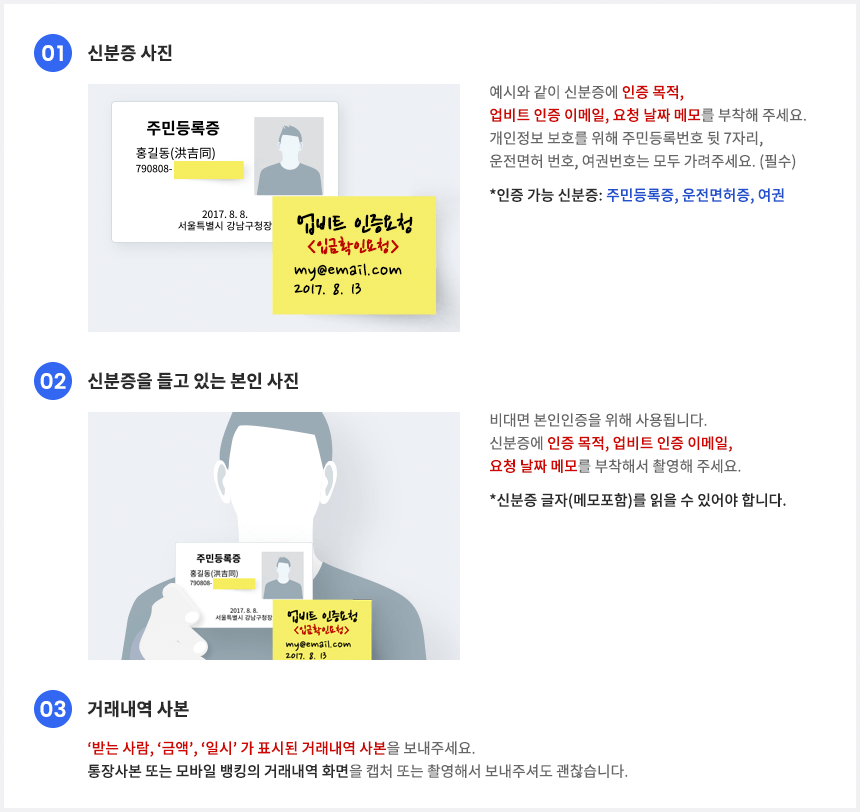 01 신분증 사진
주민등록증
홍길동(洪吉同)
790808-
2017. 8. 8.
서울특별시 강남구청장
업비트 인증요청
<입금확인요청>
my@email.com
2017. 8. 13
예시와 같이 신분증에 인증 목적,
업비트 인증 이메일, 요청 날짜 메모를 부착해 주세요.
개인정보 보호를 위해 주민등록번호 뒷 7자리,
운전면허 번호, 여권번호는 모두 가려주세요. (필수)
*인증 가능 신분증: 주민등록증, 운전면허증, 여권
02 신분증을 들고 있는 본인 사진
주민등록증
홍길동(洪吉同)
790808-
2017. 8. 8.
서울특별시 강남구청장
업비트 인증요청
<입금확인요청>
my@email.com
2017. 8. 13
비대면 본인인증을 위해 사용됩니다.
신분증에 인증 목적, 업비트 인증 이메일,
요청 날짜 메모를 부착해서 촬영해 주세요.
*신분증 글자(메모포함)를 읽을 수 있어야 합니다.
03 거래내역 사본
‘받는 사람, ‘금액’, ‘일시’ 가 표시된 거래내역 사본을 보내주세요.
통장사본 또는 모바일 뱅킹의 거래내역 화면을 캡처 또는 촬영해서 보내주셔도 괜찮습니다.